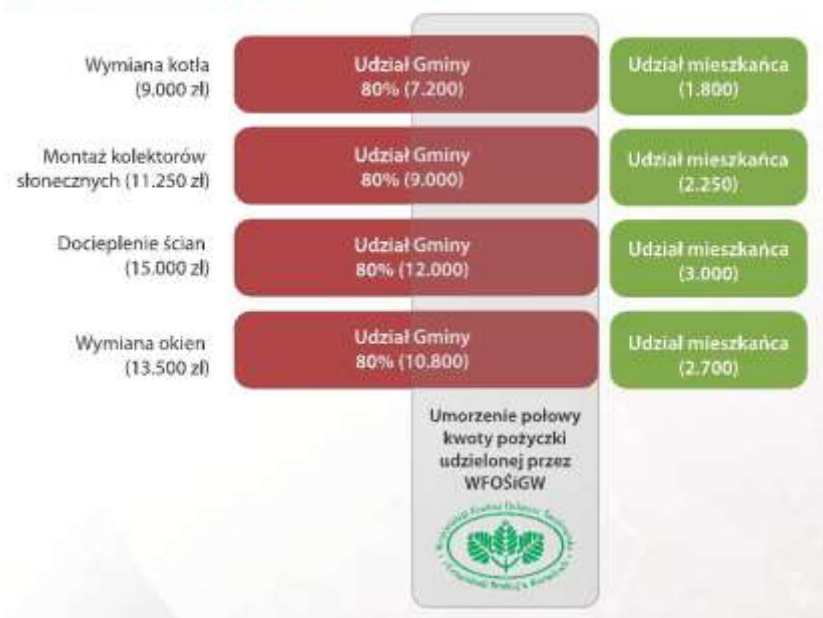 Wymiana kotła
(9.000 zł)
Udział Gminy
80% (7.200)
Udział mieszkańca
(1.800)
Montaż kolektorów
słonecznych (11.250 zł)
Udział Gminy
80% (9.000)
Udział mieszkańca
(2.250)
Docieplenie ścian
(15.000 zł)
Udział Gminy
80% (12.000)
Udział mieszkańca
(3.000)
Wymiana okien
(13.500 zł)
Udział Gminy
80% (10.800)
Udział mieszkańca
(2.700)
Umorzenie połowy
kwoty pożyczki
udzielonej przez
WFOŚiGW